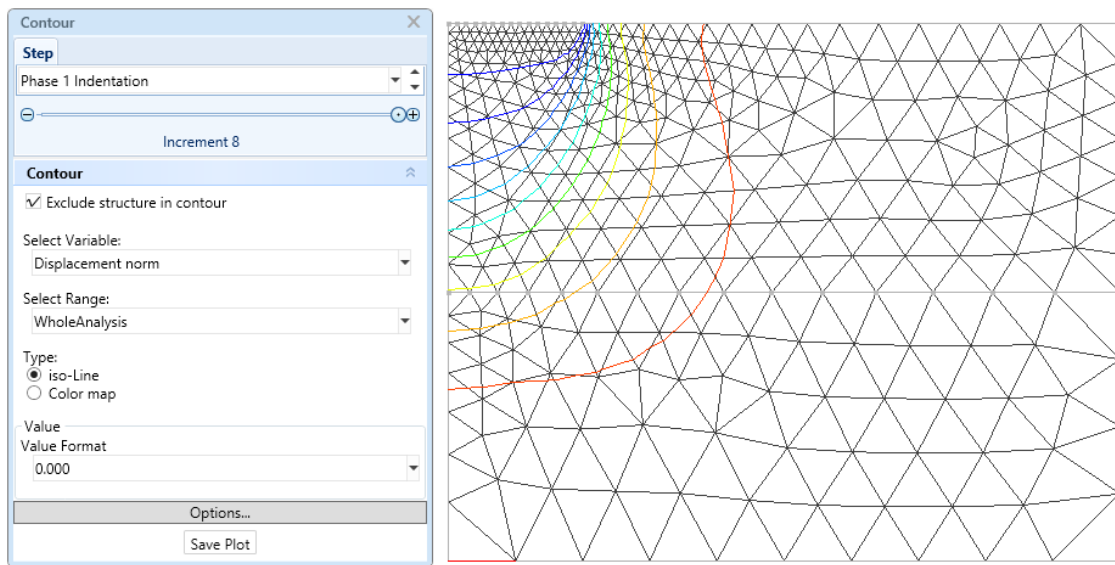 Contour
Step
Phase 1 Indentation
Increment 8
Contour
Exclude structure in contour
Select Variable:
Displacement norm
Select Range:
WholeAnalysis
Type:
iso-Line
Color map
Value
Value Format
0.000
Options...
Save Plot